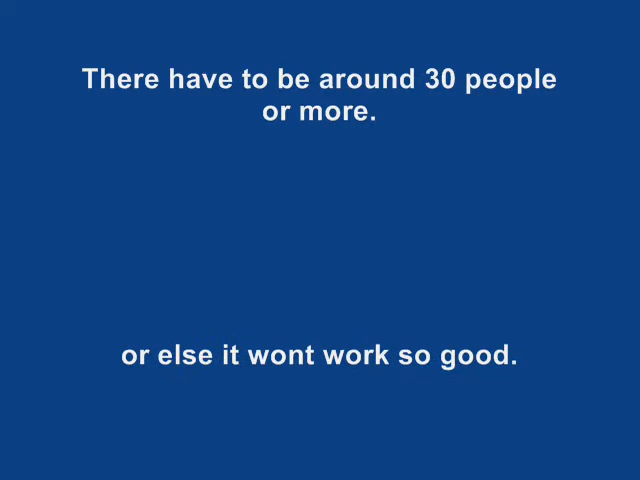 There have to be around 30 people
or more.
or else it wont work so good.